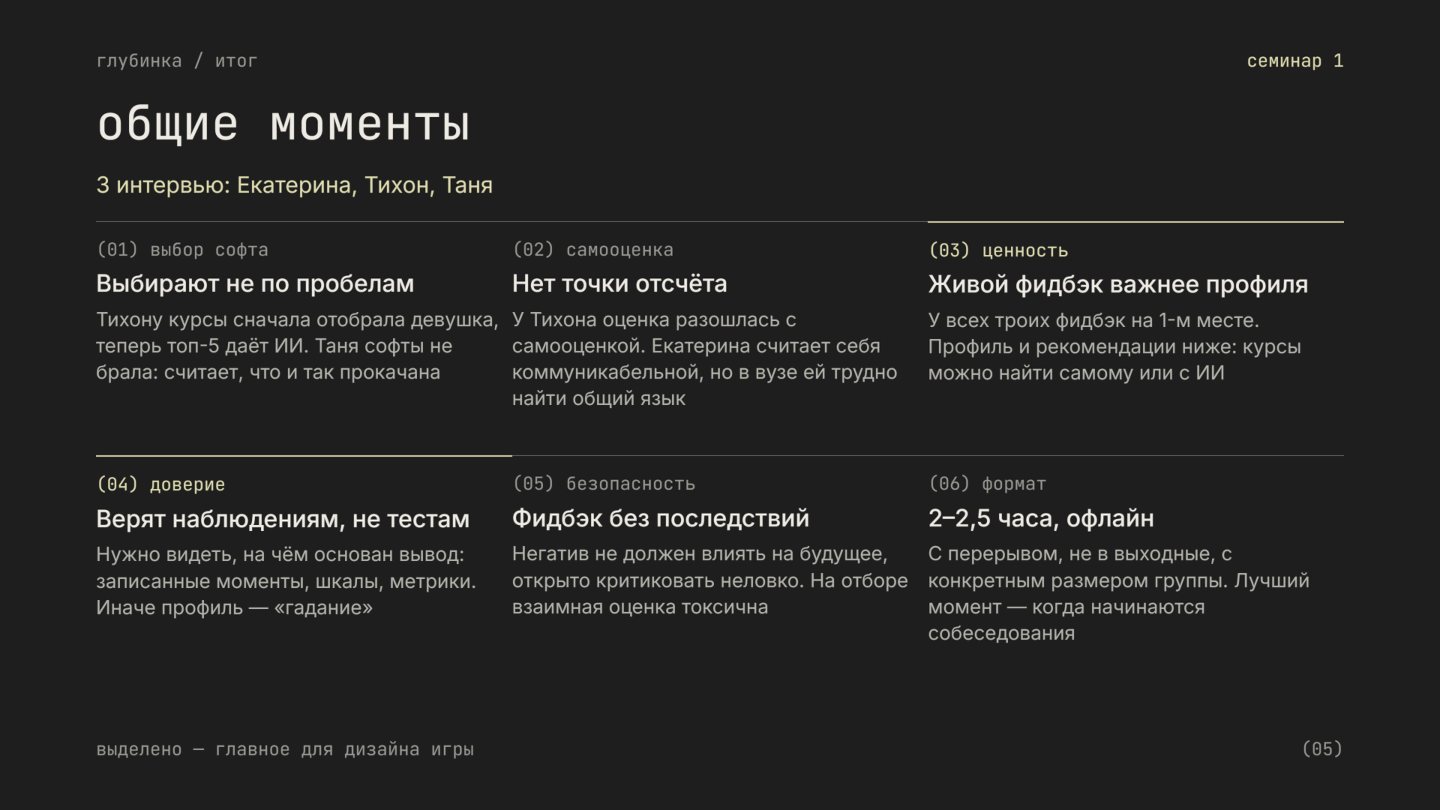 глубинка / итог
семинар 1
общие моменты
3 интервью: Екатерина, Тихон, Таня
(01) выбор софта
Выбирают не по пробелам
Тихону курсы сначала отобрала девушка,
теперь топ-5 даёт ИИ. Таня софты не
брала: считает, что и так прокачана
(02) самооценка
Нет точки отсчёта
У Тихона оценка разошлась с
самооценкой. Екатерина считает себя
коммуникабельной, но в вузе ей трудно
найти общий язык
(03) ценность
Живой фидбэк важнее профиля
У всех троих фидбэк на 1-м месте.
Профиль и рекомендации ниже: курсы
можно найти самому или с ИИ
(04) доверие
Верят наблюдениям, не тестам
Нужно видеть, на чём основан вывод:
записанные моменты, шкалы, метрики.
Иначе профиль — «гадание»
(05) безопасность
Фидбэк без последствий
Негатив не должен влиять на будущее,
открыто критиковать неловко. На отборе
взаимная оценка токсична
(06) формат
2–2,5 часа, офлайн
С перерывом, не в выходные, с
конкретным размером группы. Лучший
момент — когда начинаются
собеседования
выделено — главное для дизайна игры
(05)